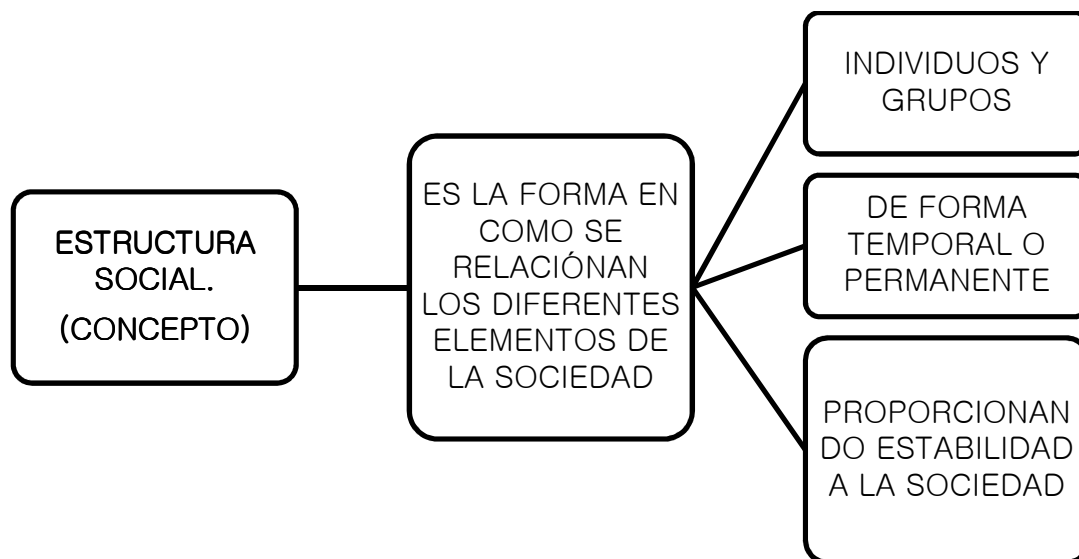 ESTRUCTURA
SOCIAL.
(CONCEPTO)
ES LA FORMA EN
COMO SE
RELACIÓNAN
LOS DIFERENTES
ELEMENTOS DE
LA SOCIEDAD
INDIVIDUOS Y
GRUPOS
DE FORMA
TEMPORAL O
PERMANENTE
PROPORCIONAN
DO ESTABILIDAD
A LA SOCIEDAD